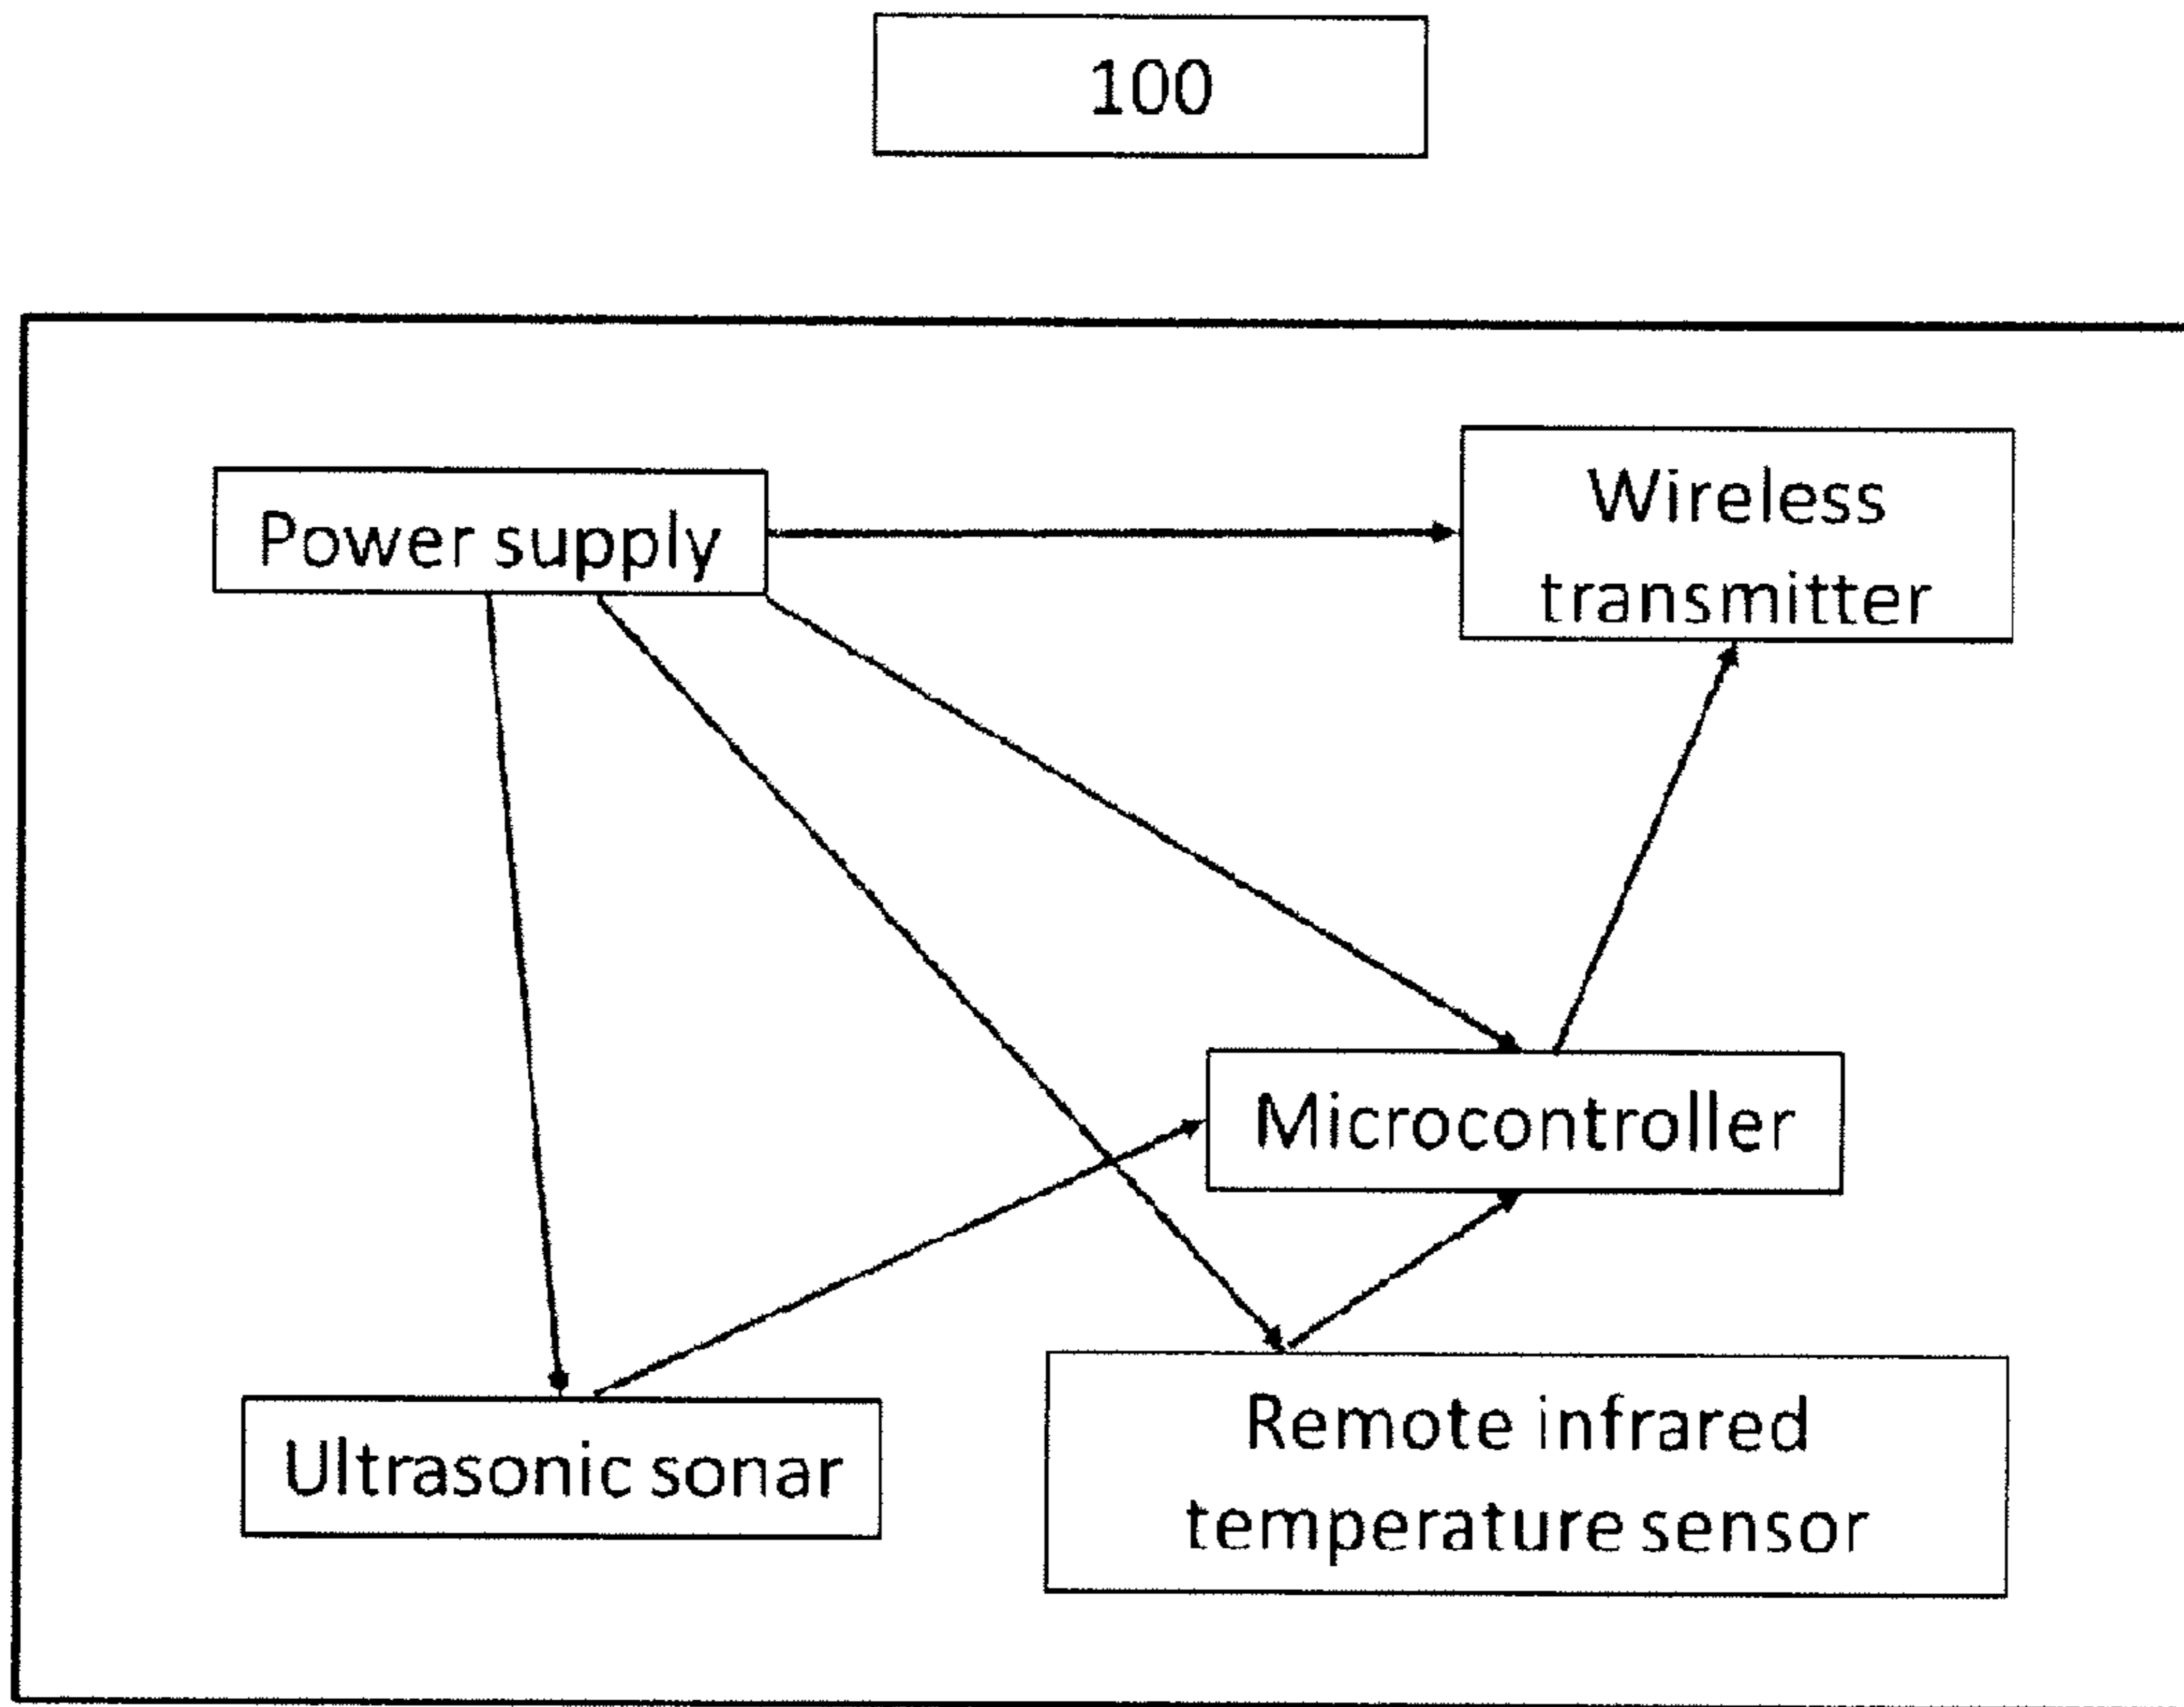 100
Power supply
Wireless
transmitter
Microcontroller
Ultrasonic sonar
Remote infrared
temperature sensor